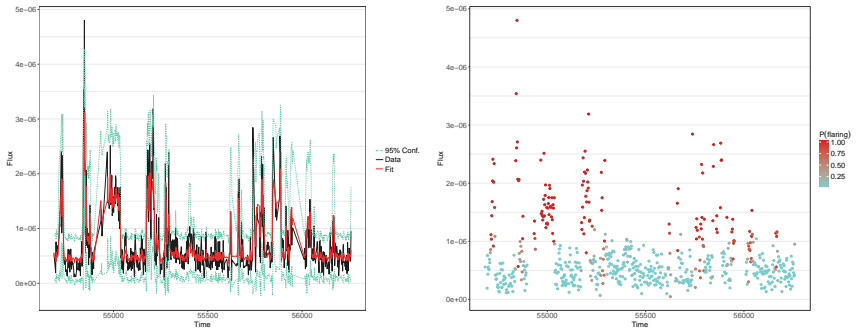 5e-06
4e-06
3e-06
2e-06
1e-06
0e+00
Flux
55000
55500
56000
Time
95% Conf.
Data
Fit
5e-06
4e-06
3e-06
2e-06
1e-06
0e+00
Flux
55000
55500
56000
Time
P(flaring)
1.00
0.75
0.50
0.25